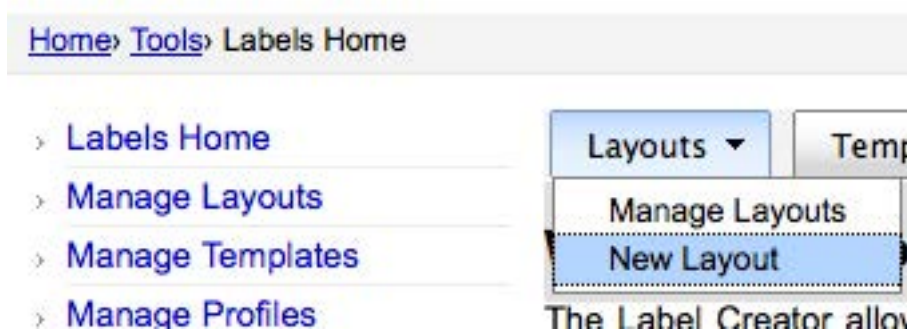 Home› Tools› Labels Home
› Labels Home
› Manage Layouts
› Manage Templates
› Manage Profiles
Layouts ▼
Manage Layouts
New Layout
The Label Creator